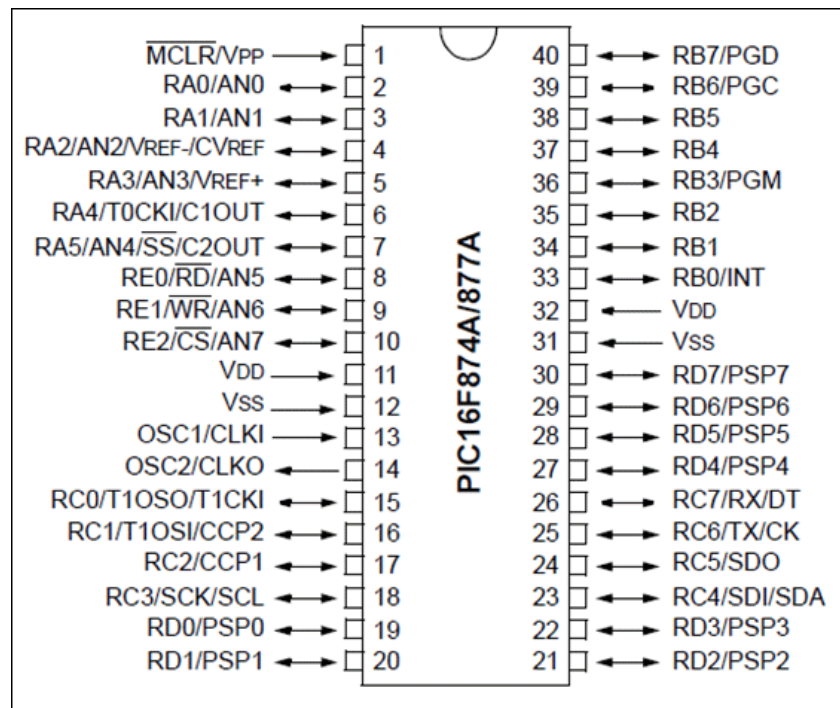 M̅C̅L̅R̅/VPP 1 40 RB7/PGD
RA0/AN0 2 39 RB6/PGC
RA1/AN1 3 38 RB5
RA2/AN2/VREF-/CVREF 4 37 RB4
RA3/AN3/VREF+ 5 36 RB3/PGM
RA4/T0CKI/C1OUT 6 35 RB2
RA5/AN4/S̅S̅/C2OUT 7 34 RB1
RE0/R̅D̅/AN5 8 33 RB0/INT
RE1/W̅R̅/AN6 9 32 VDD
RE2/C̅S̅/AN7 10 31 VSS
VDD 11 30 RD7/PSP7
VSS 12 29 RD6/PSP6
OSC1/CLKI 13 28 RD5/PSP5
OSC2/CLKO 14 27 RD4/PSP4
RC0/T1OSO/T1CKI 15 26 RC7/RX/DT
RC1/T1OSI/CCP2 16 25 RC6/TX/CK
RC2/CCP1 17 24 RC5/SDO
RC3/SCK/SCL 18 23 RC4/SDI/SDA
RD0/PSP0 19 22 RD3/PSP3
RD1/PSP1 20 21 RD2/PSP2
PIC16F874A/877A